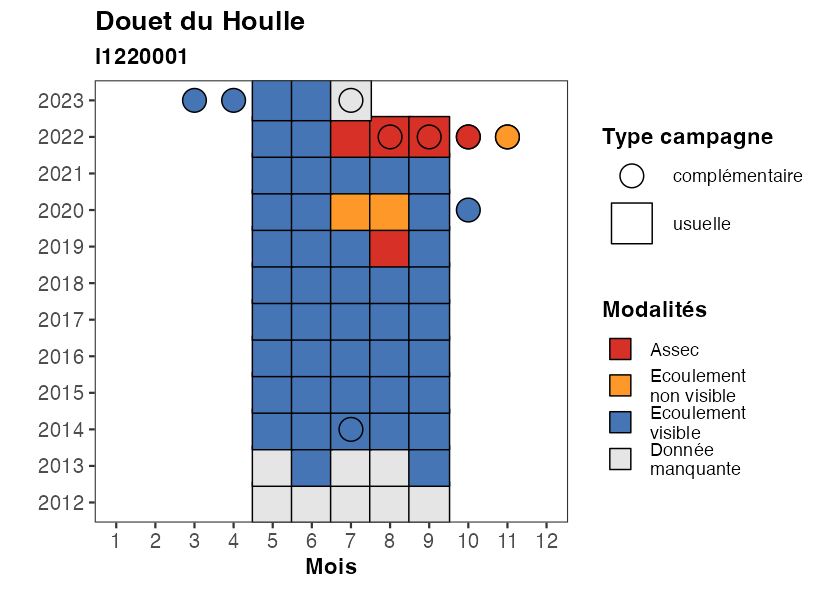 Douet du Houlle
I1220001
2023
2022
2021
2020
2019
2018
2017
2016
2015
2014
2013
2012
1 2 3 4 5 6 7 8 9 10 11 12
Mois
Type campagne
complémentaire
usuelle
Modalités
Assec
Ecoulement
non visible
Ecoulement
visible
Donnée
manquante